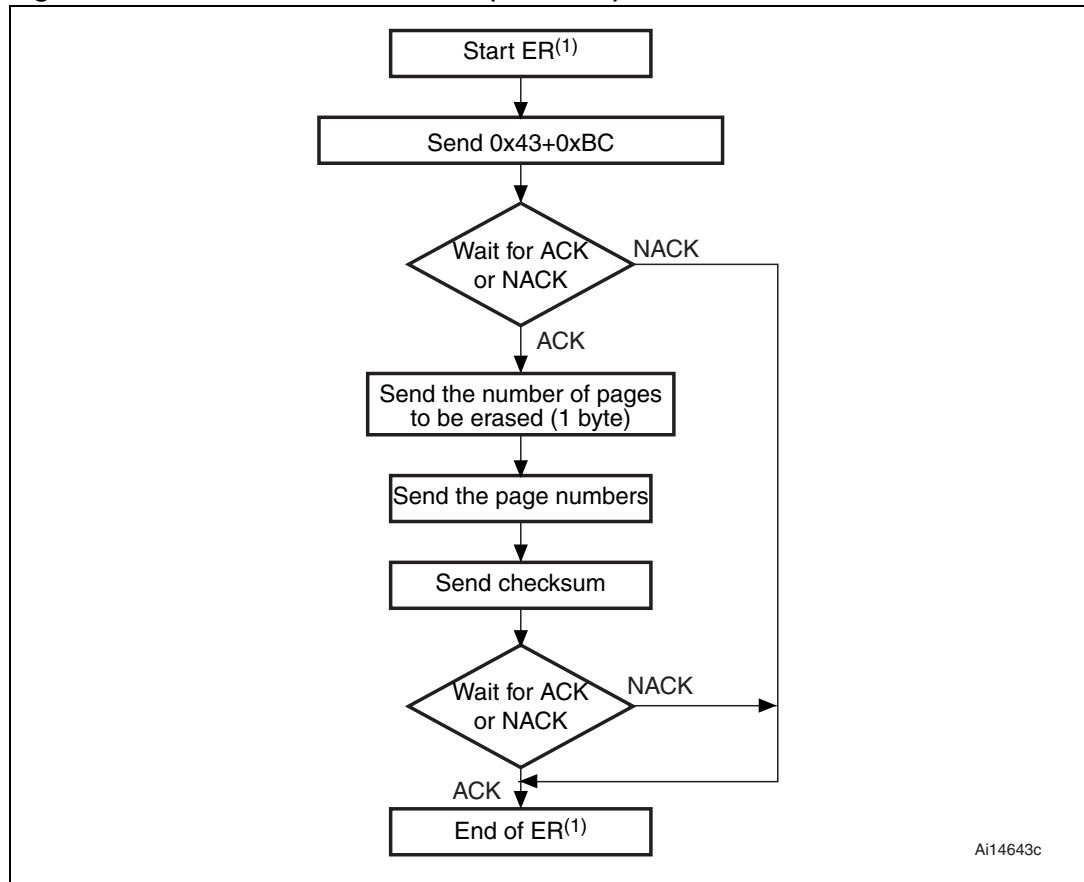 Start ER(1)
Send 0x43+0xBC
Wait for ACK
or NACK
NACK
ACK
Send the number of pages
to be erased (1 byte)
Send the page numbers
Send checksum
Wait for ACK
or NACK
NACK
ACK
End of ER(1)
Ai14643c